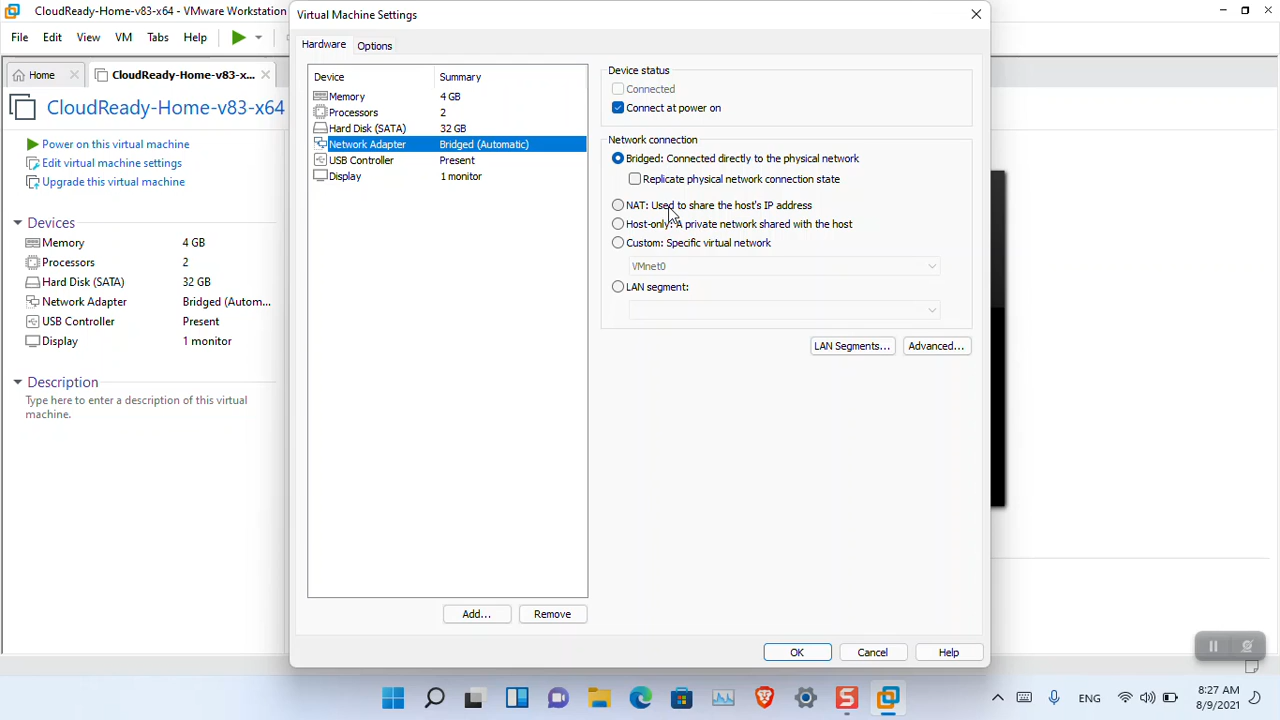 CloudReady-Home-v83-x64 - VMware Workstation
Virtual Machine Settings
File Edit View VM Tabs Help
Home
CloudReady-Home-v83-x...
CloudReady-Home-v83-x64
Power on this virtual machine
Edit virtual machine settings
Upgrade this virtual machine
Devices
Memory 4 GB
Processors 2
Hard Disk (SATA) 32 GB
Network Adapter Bridged (Autom...
USB Controller Present
Display 1 monitor
Description
Type here to enter a description of this virtual
machine.
Hardware Options
Device Summary
Memory 4 GB
Processors 2
Hard Disk (SATA) 32 GB
Network Adapter Bridged (Automatic)
USB Controller Present
Display 1 monitor
Add... Remove
Device status
Connected
Connect at power on
Network connection
Bridged: Connected directly to the physical network
Replicate physical network connection state
NAT: Used to share the host's IP address
Host-only: A private network shared with the host
Custom: Specific virtual network
VMnet0
LAN segment:
LAN Segments... Advanced...
OK Cancel Help
ENG
8:27 AM
8/9/2021